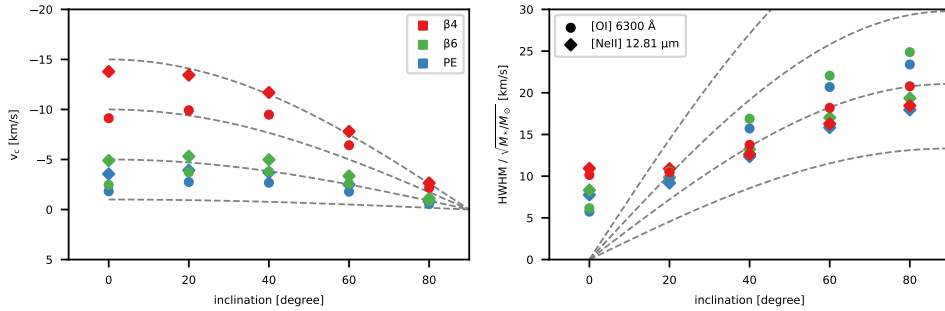 −20
−15
−10
−5
0
5
v_c [km/s]
0
20
40
60
80
inclination [degree]
β4
β6
PE
30
25
20
15
10
5
0
HWHM / √M⋆/M⊙ [km/s]
0
20
40
60
80
inclination [degree]
[OI] 6300 Å
[NeII] 12.81 μm